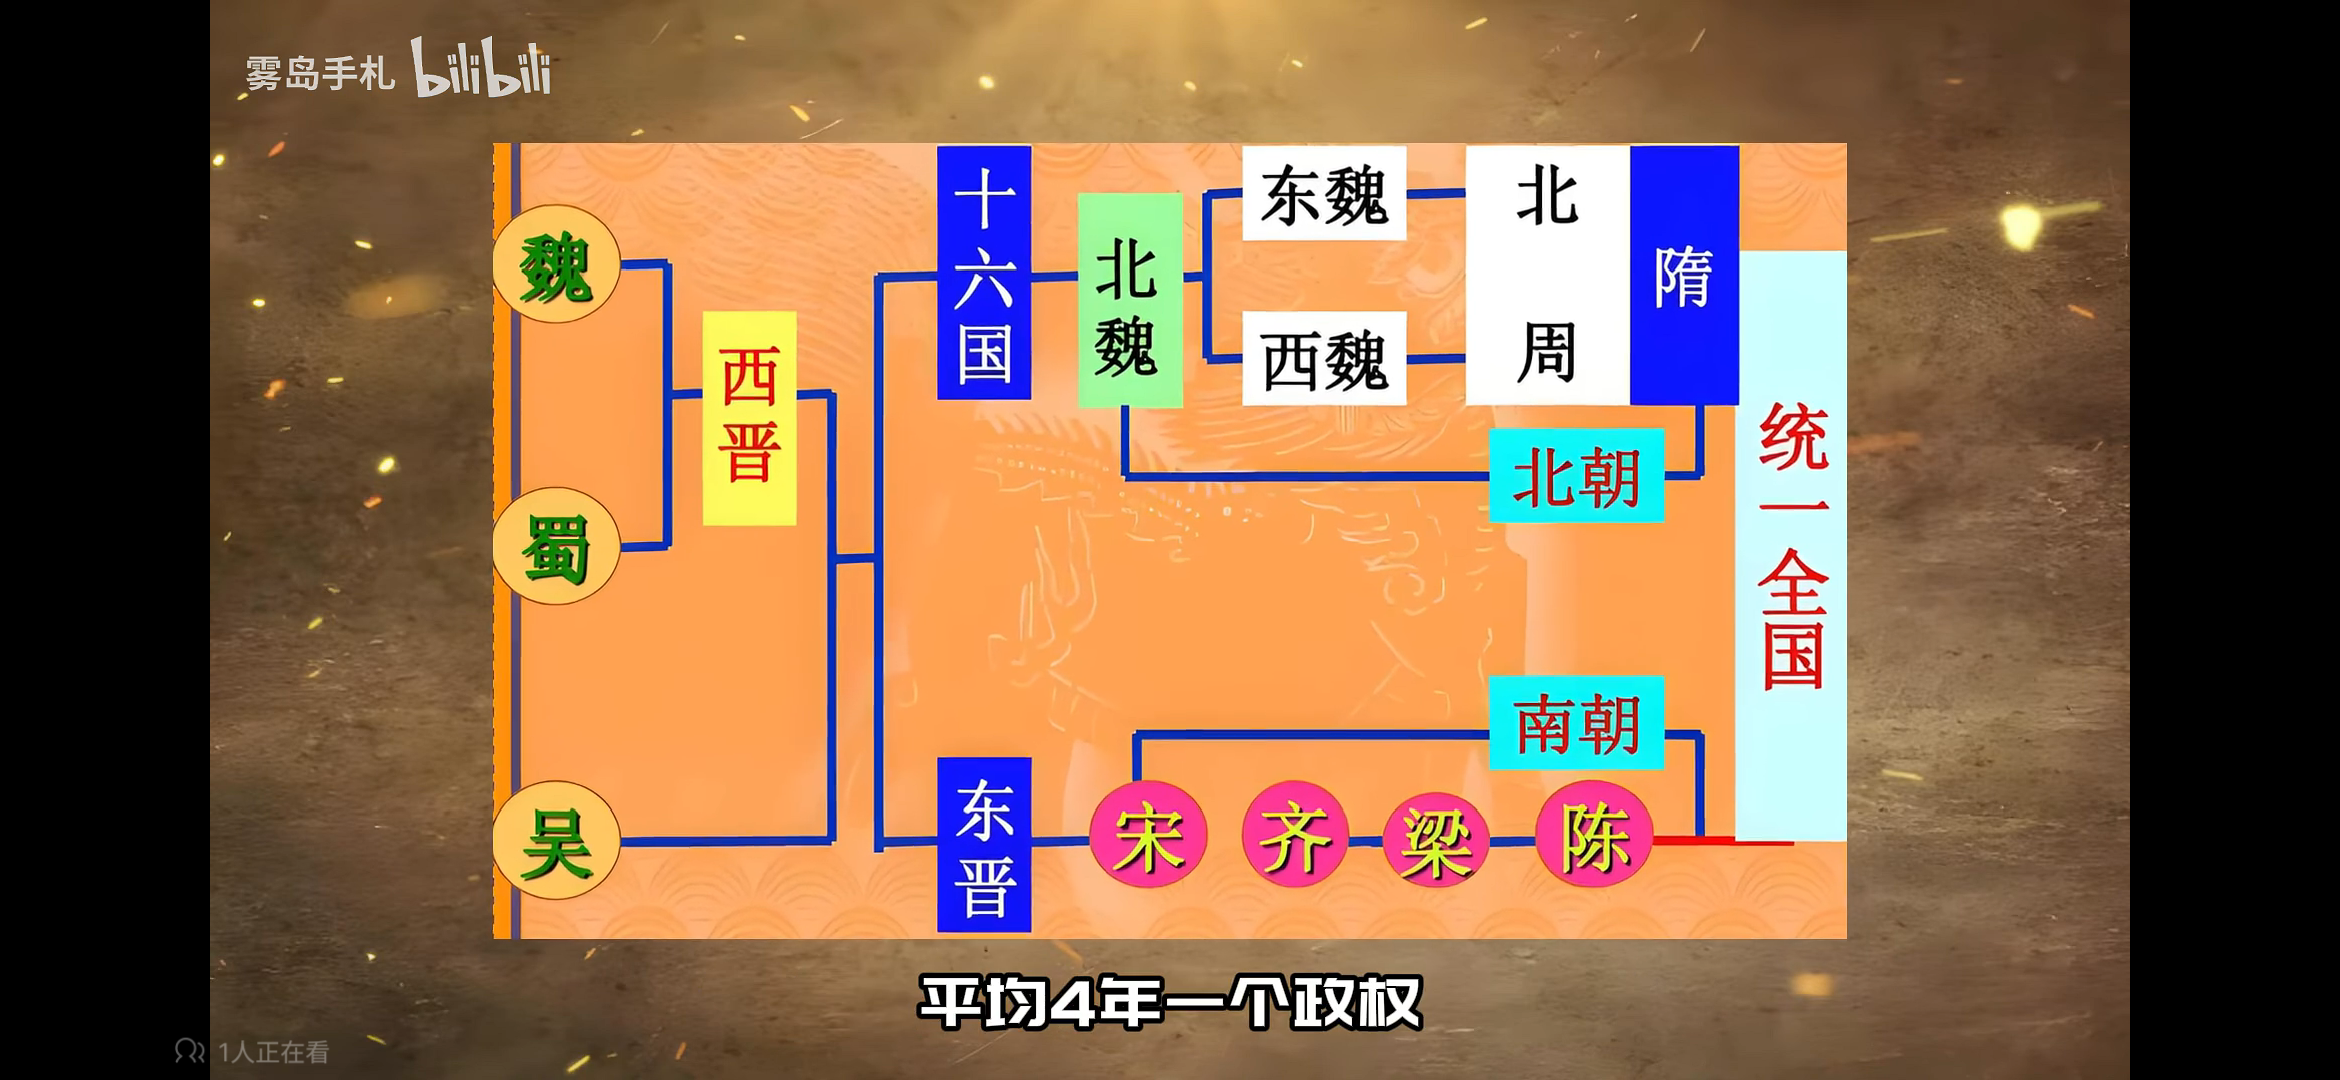 雾岛手札 bilibili
魏
蜀
吴
西晋
十六国
东晋
北魏
东魏
西魏
北周
隋
北朝
南朝
宋
齐
梁
陈
统一全国
平均4年一个政权
1人正在看